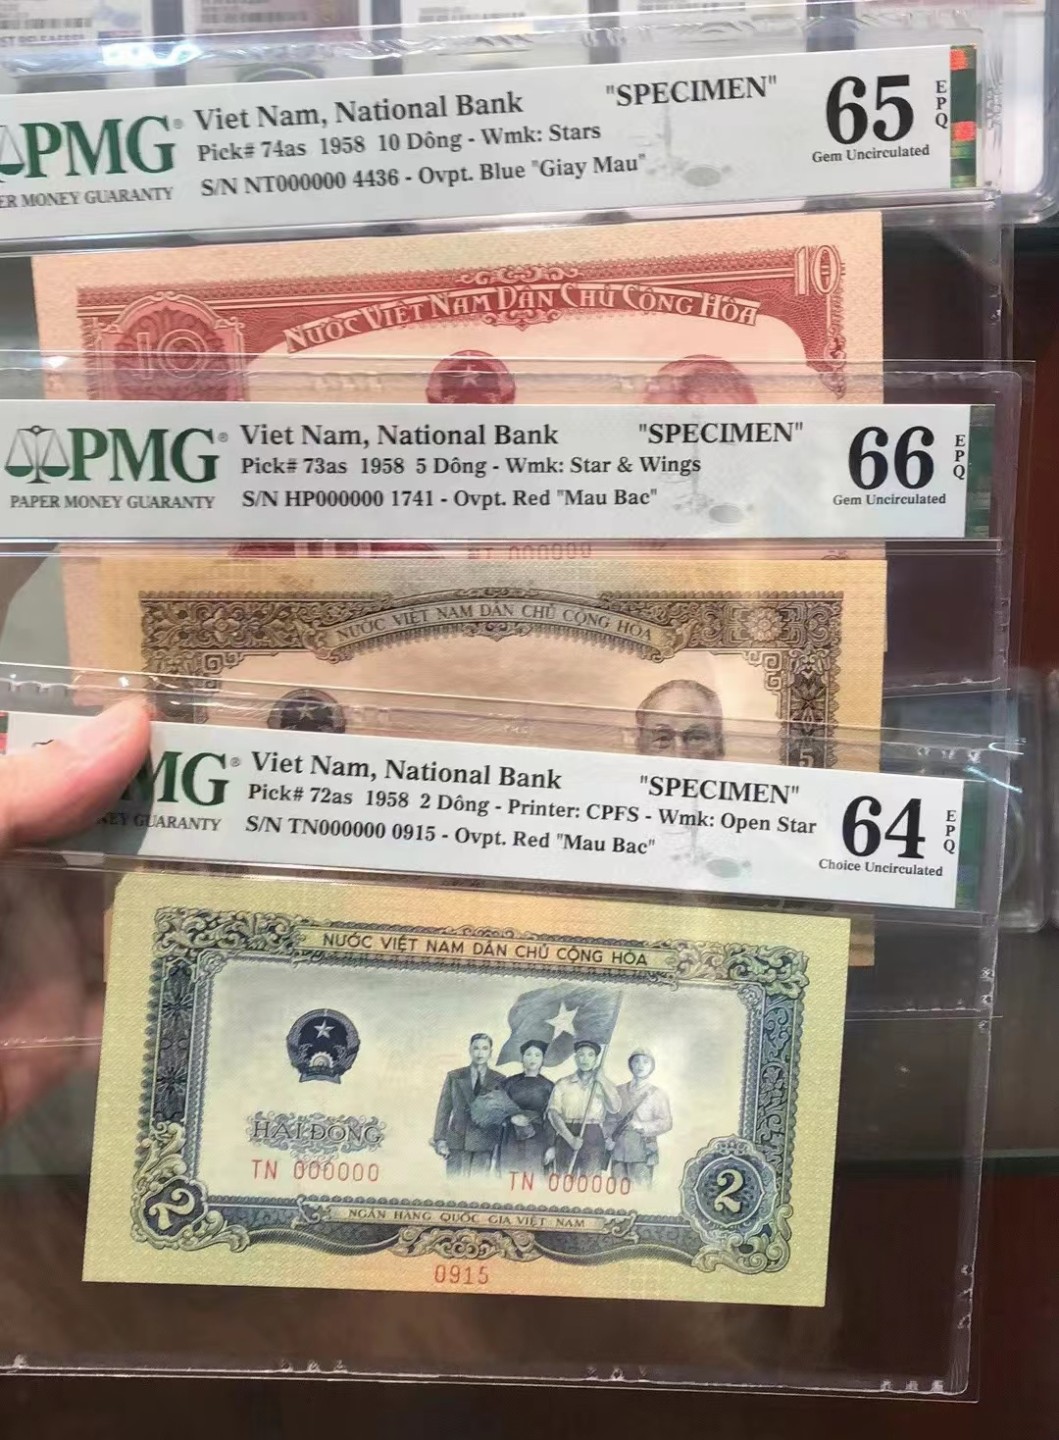 PMG®
ER MONEY GUARANTY
Viet Nam, National Bank "SPECIMEN"
Pick# 74as 1958 10 Dông - Wmk: Stars
S/N NT000000 4436 - Ovpt. Blue "Giay Mau"
65 EPQ
Gem Uncirculated
10
NƯỚC VIỆT NAM DÂN CHỦ CỘNG HÒA
10
PMG®
PAPER MONEY GUARANTY
Viet Nam, National Bank "SPECIMEN"
Pick# 73as 1958 5 Dông - Wmk: Star & Wings
S/N HP000000 1741 - Ovpt. Red "Mau Bac"
66 EPQ
Gem Uncirculated
000000
NƯỚC VIỆT NAM DÂN CHỦ CỘNG HÒA
5
MG®
EY GUARANTY
Viet Nam, National Bank "SPECIMEN"
Pick# 72as 1958 2 Dông - Printer: CPFS - Wmk: Open Star
S/N TN000000 0915 - Ovpt. Red "Mau Bac"
64 EPQ
Choice Uncirculated
NƯỚC VIỆT NAM DÂN CHỦ CỘNG HÒA
HAI ĐỒNG
TN 000000
TN 000000
2
2
NGÂN HÀNG QUỐC GIA VIỆT NAM
0915